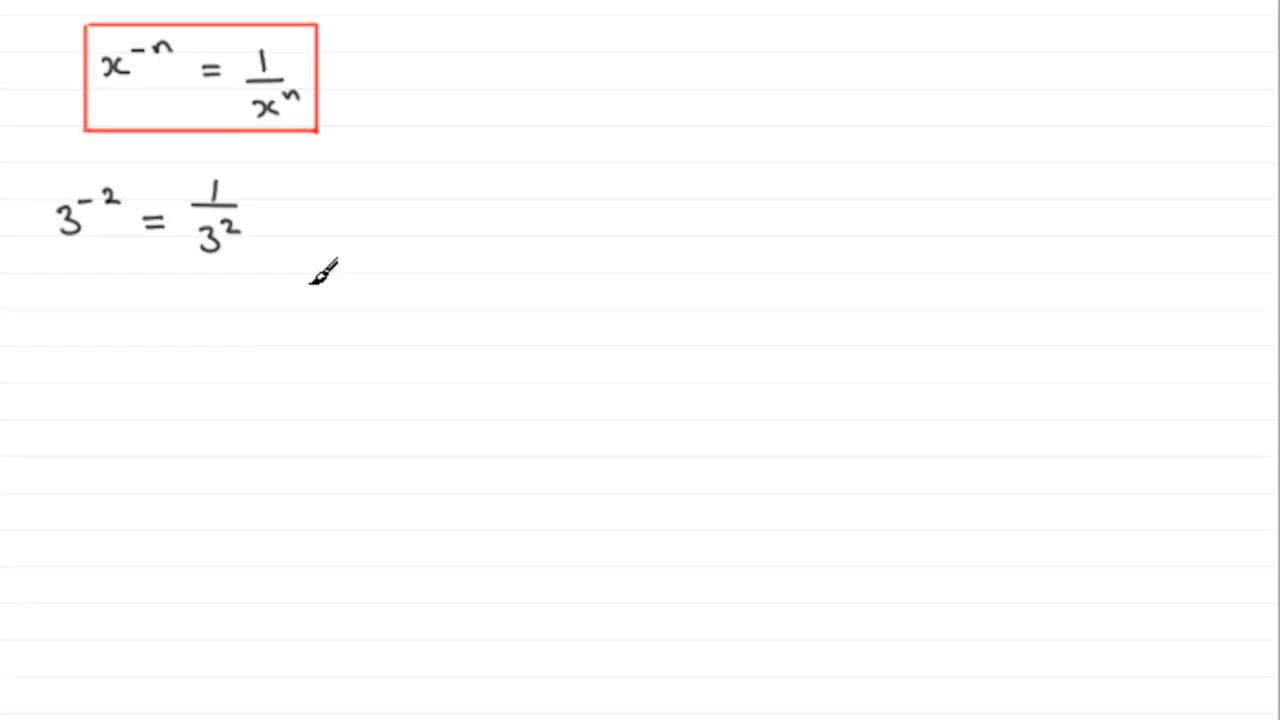 x⁻ⁿ = 1/xⁿ
3⁻² = 1/3²